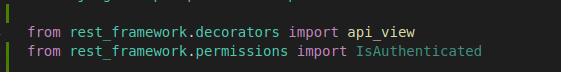 from rest_framework.decorators import api_view
from rest_framework.permissions import IsAuthenticated